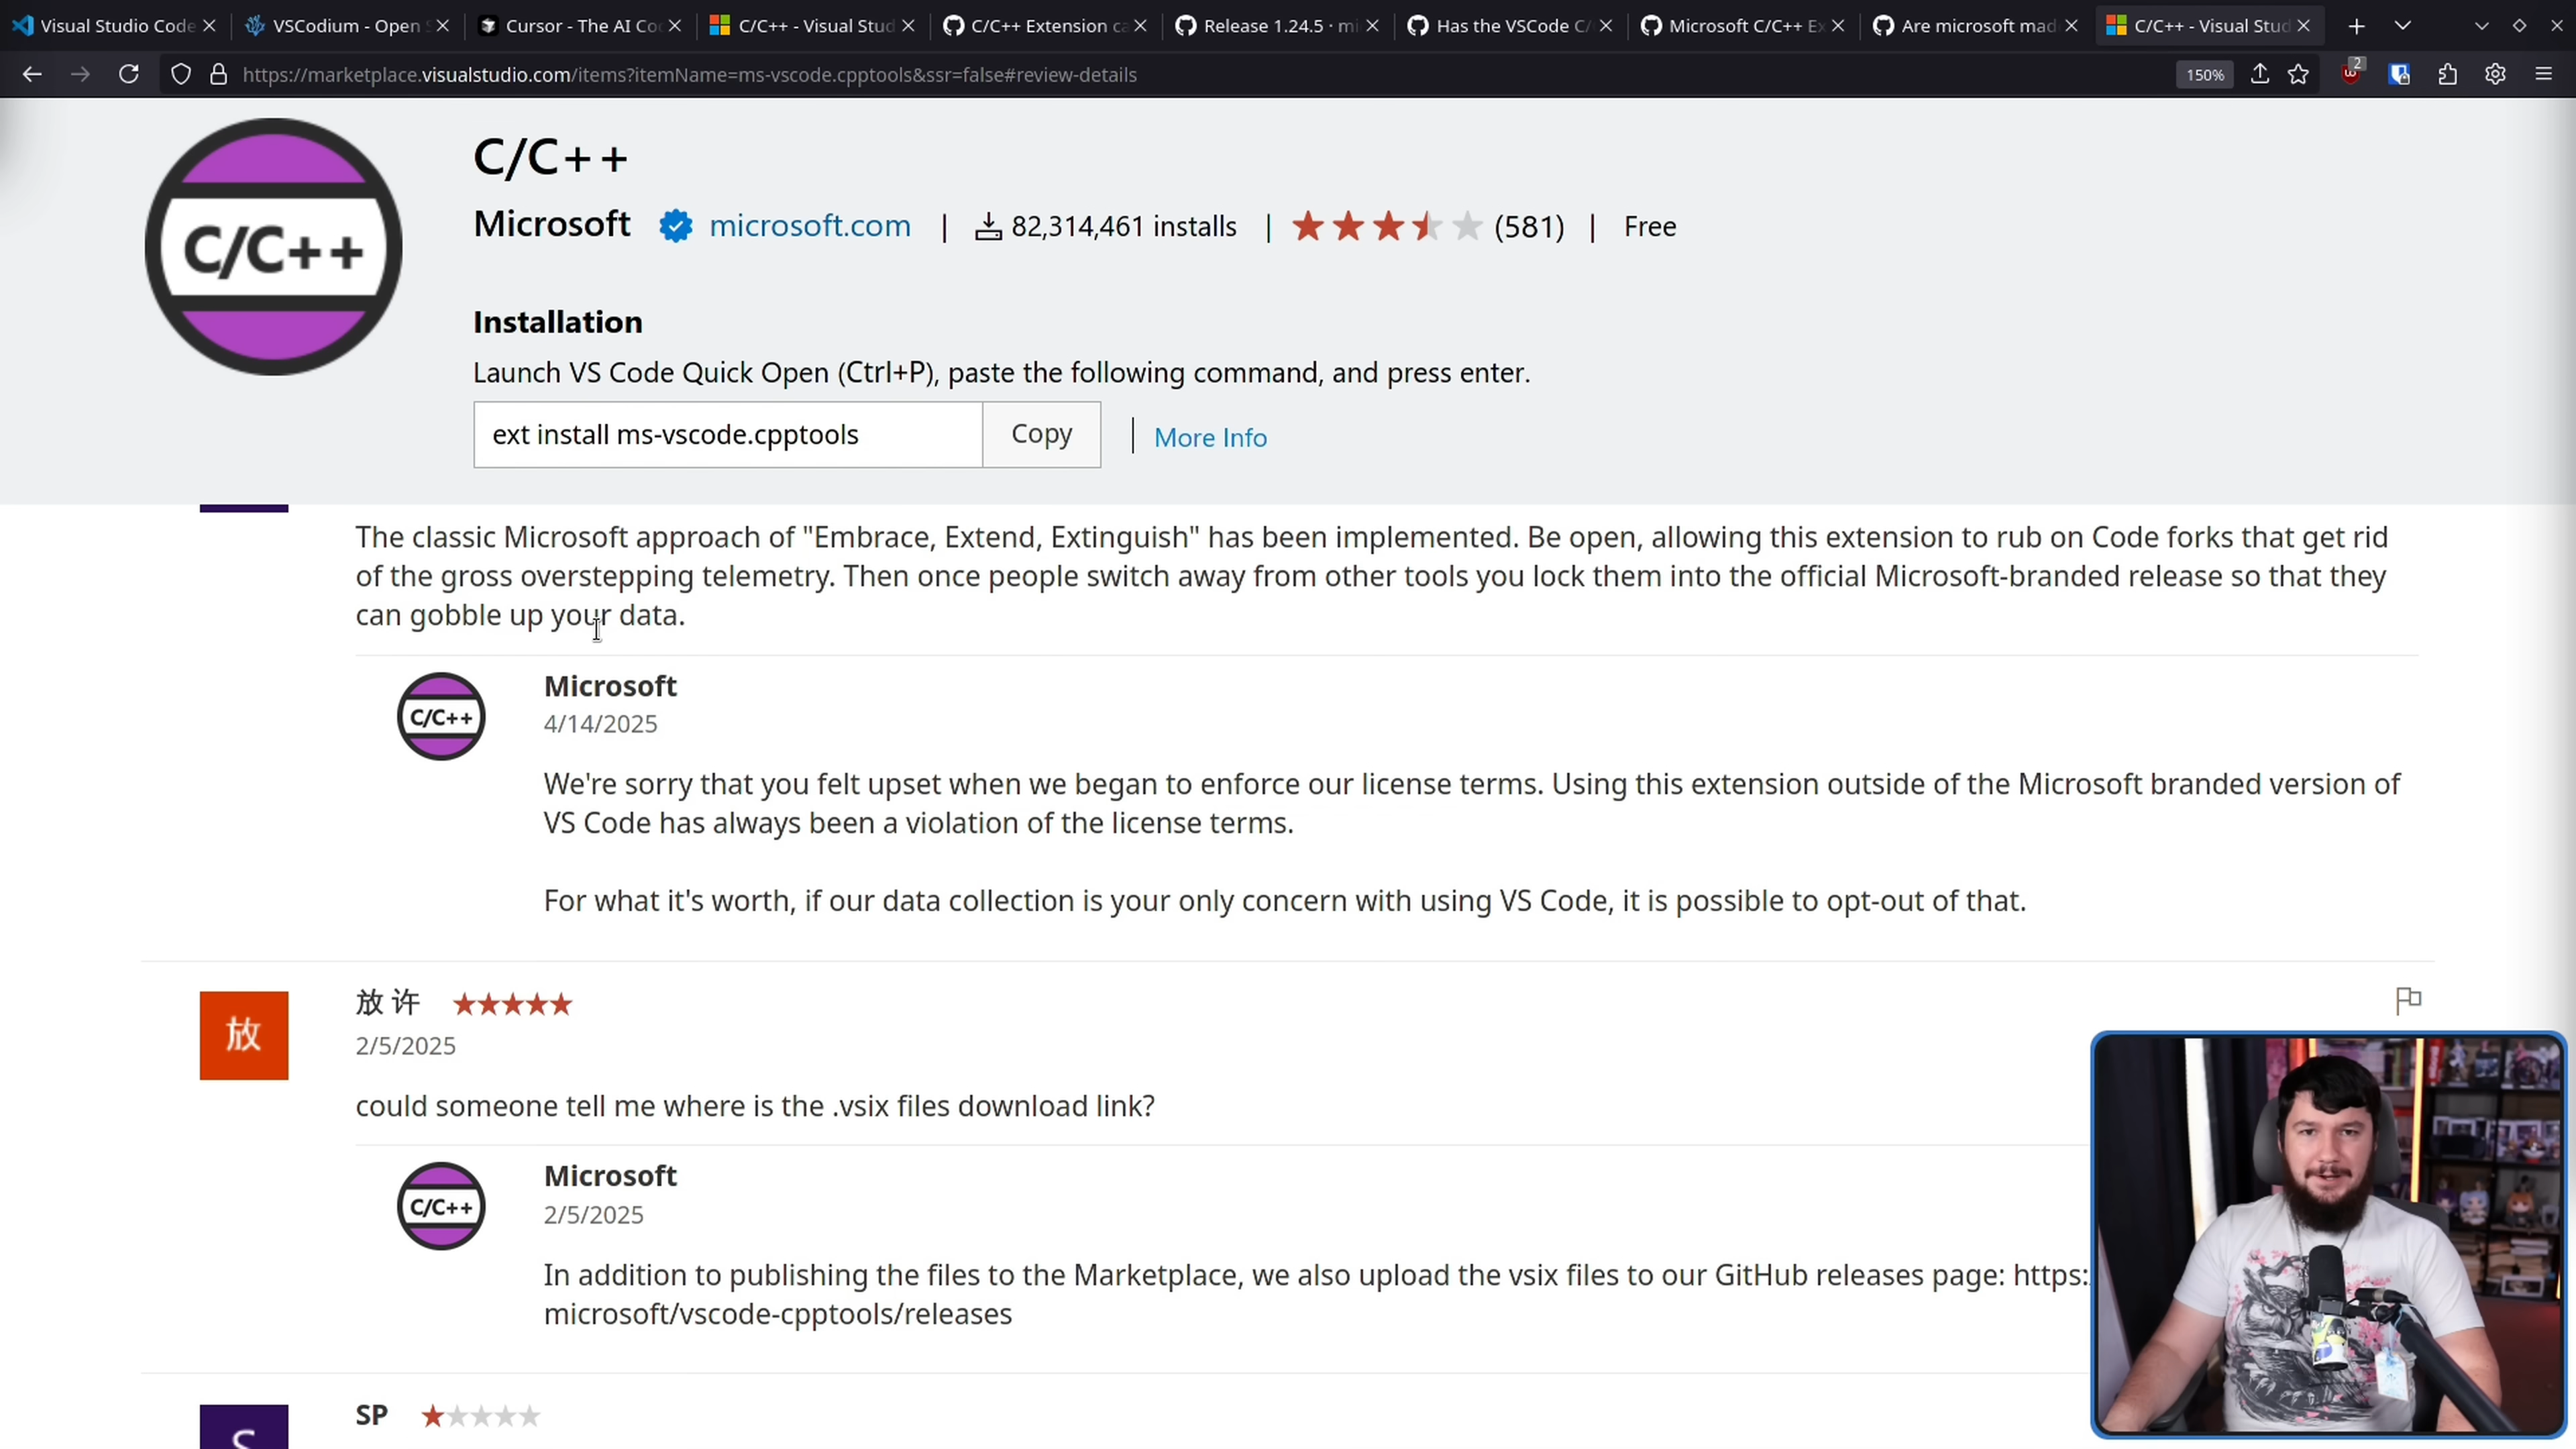 Visual Studio Code
VSCodium - Open
Cursor - The AI Co
C/C++ - Visual Stud
C/C++ Extension ca
Release 1.24.5 · mi
Has the VSCode C/
Microsoft C/C++ Ex
Are microsoft mad
C/C++ - Visual Stud
https://marketplace.visualstudio.com/items?itemName=ms-vscode.cpptools&ssr=false#review-details
150%
2
C/C++
C/C++
Microsoft microsoft.com | 82,314,461 installs | (581) | Free
Installation
Launch VS Code Quick Open (Ctrl+P), paste the following command, and press enter.
ext install ms-vscode.cpptools
Copy
More Info
The classic Microsoft approach of "Embrace, Extend, Extinguish" has been implemented. Be open, allowing this extension to rub on Code forks that get rid
of the gross overstepping telemetry. Then once people switch away from other tools you lock them into the official Microsoft-branded release so that they
can gobble up your data.
C/C++
Microsoft
4/14/2025
We're sorry that you felt upset when we began to enforce our license terms. Using this extension outside of the Microsoft branded version of
VS Code has always been a violation of the license terms.
For what it's worth, if our data collection is your only concern with using VS Code, it is possible to opt-out of that.
放
放 许
2/5/2025
could someone tell me where is the .vsix files download link?
C/C++
Microsoft
2/5/2025
In addition to publishing the files to the Marketplace, we also upload the vsix files to our GitHub releases page: https:
microsoft/vscode-cpptools/releases
S
SP